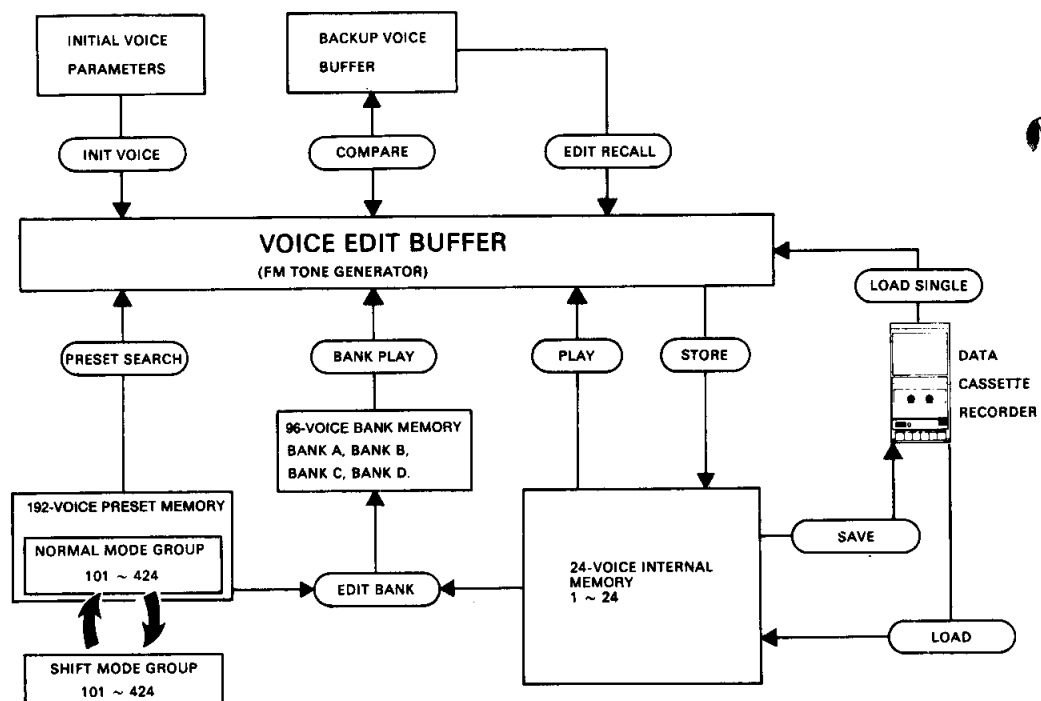 INITIAL VOICE
PARAMETERS
BACKUP VOICE
BUFFER
INIT VOICE
COMPARE
EDIT RECALL
VOICE EDIT BUFFER
(FM TONE GENERATOR)
LOAD SINGLE
PRESET SEARCH
BANK PLAY
PLAY
STORE
DATA
CASSETTE
RECORDER
96-VOICE BANK MEMORY
BANK A, BANK B,
BANK C, BANK D.
192-VOICE PRESET MEMORY
NORMAL MODE GROUP
101 ~ 424
EDIT BANK
24-VOICE INTERNAL
MEMORY
1 ~ 24
SAVE
LOAD
SHIFT MODE GROUP
101 ~ 424